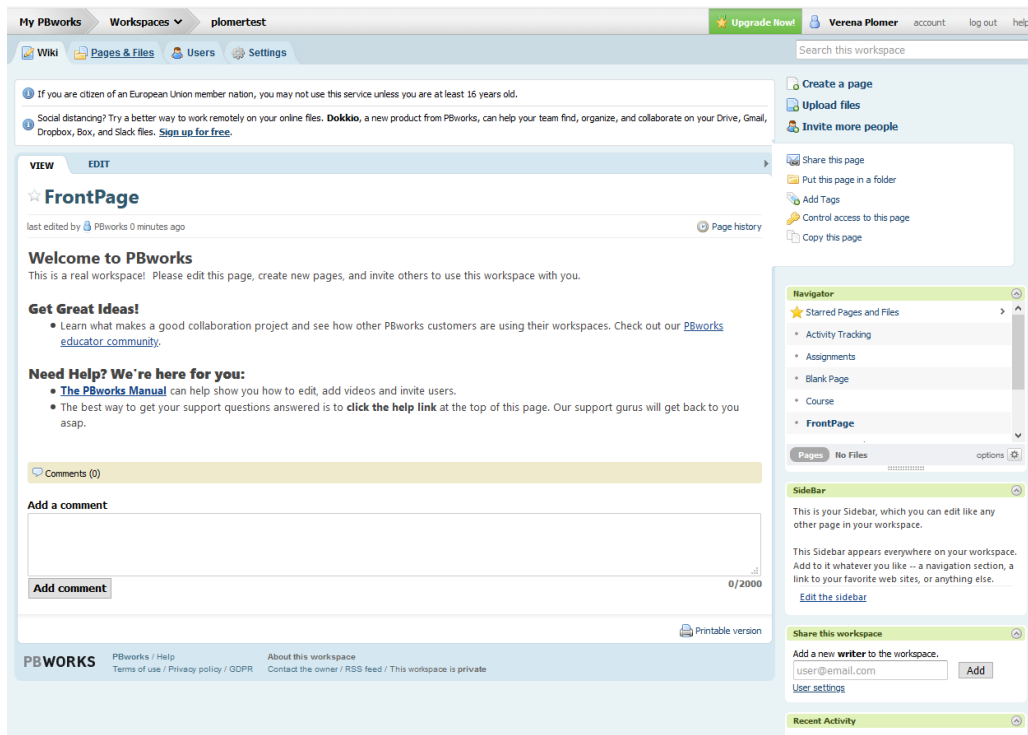 My PBworks
Workspaces
plomertest
Upgrade Now!
Verena Plomer
account
log out
help
Wiki
Pages & Files
Users
Settings
Search this workspace
If you are citizen of an European Union member nation, you may not use this service unless you are at least 16 years old.
Social distancing? Try a better way to work remotely on your online files. Dokkio, a new product from PBworks, can help your team find, organize, and collaborate on your Drive, Gmail,
Dropbox, Box, and Slack files. Sign up for free.
VIEW
EDIT
FrontPage
last edited by PBworks 0 minutes ago
Page history
Welcome to PBworks
This is a real workspace! Please edit this page, create new pages, and invite others to use this workspace with you.
Get Great Ideas!
Learn what makes a good collaboration project and see how other PBworks customers are using their workspaces. Check out our PBworks
educator community.
Need Help? We're here for you:
The PBworks Manual can help show you how to edit, add videos and invite users.
The best way to get your support questions answered is to click the help link at the top of this page. Our support gurus will get back to you
asap.
Comments (0)
Add a comment
Add comment
0/2000
Printable version
PBWORKS
PBworks / Help
Terms of use / Privacy policy / GDPR
About this workspace
Contact the owner / RSS feed / This workspace is private
Create a page
Upload files
Invite more people
Share this page
Put this page in a folder
Add Tags
Control access to this page
Copy this page
Navigator
Starred Pages and Files
Activity Tracking
Assignments
Blank Page
Course
FrontPage
Pages
No Files
options
SideBar
This is your Sidebar, which you can edit like any
other page in your workspace.
This Sidebar appears everywhere on your workspace.
Add to it whatever you like -- a navigation section, a
link to your favorite web sites, or anything else.
Edit the sidebar
Share this workspace
Add a new writer to the workspace.
user@email.com
Add
User settings
Recent Activity